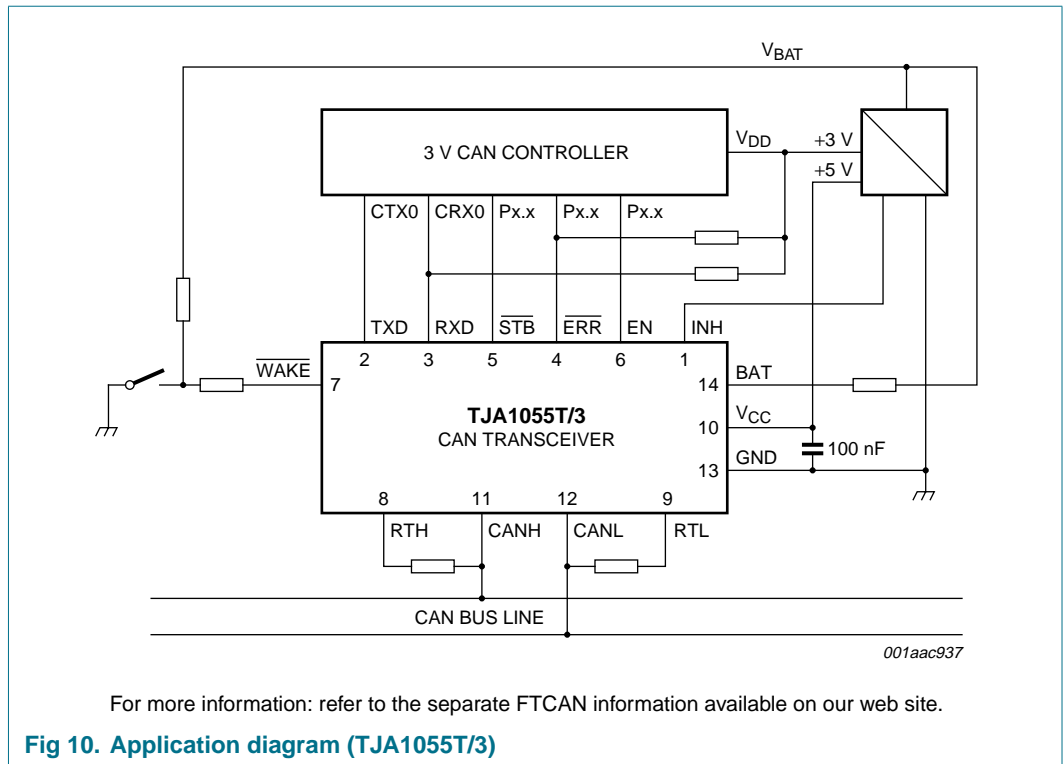 VBAT
3 V CAN CONTROLLER
VDD
+3 V
+5 V
CTX0 CRX0 Px.x Px.x Px.x
TXD RXD STB ERR EN INH
2 3 5 4 6 1
WAKE
7
14 BAT
TJA1055T/3
CAN TRANSCEIVER
10 VCC
100 nF
13 GND
8 11 12 9
RTH CANH CANL RTL
CAN BUS LINE
001aac937
For more information: refer to the separate FTCAN information available on our web site.
Fig 10. Application diagram (TJA1055T/3)